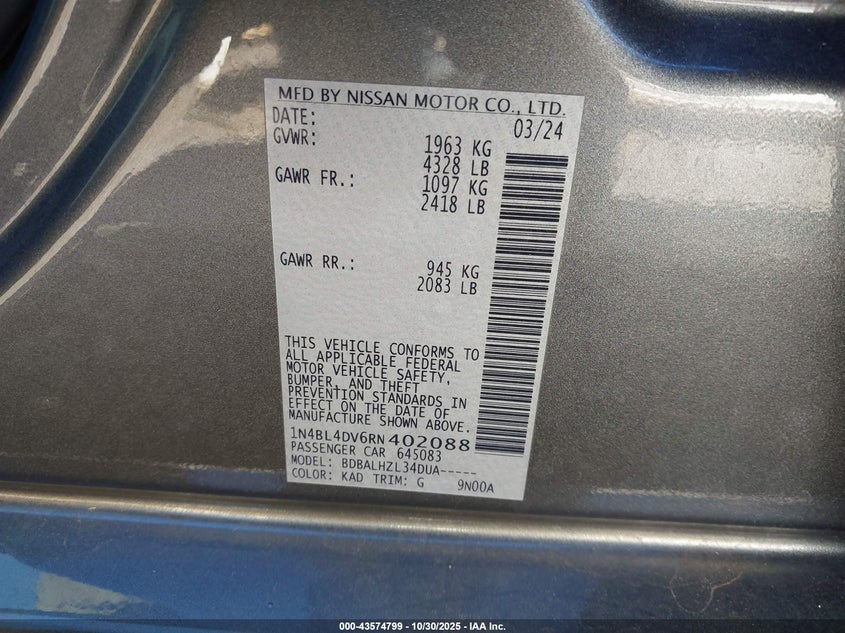 MFD BY NISSAN MOTOR CO., LTD.
DATE: 03/24
GVWR: 1963 KG
4328 LB
GAWR FR.: 1097 KG
2418 LB
GAWR RR.: 945 KG
2083 LB
THIS VEHICLE CONFORMS TO
ALL APPLICABLE FEDERAL
MOTOR VEHICLE SAFETY,
BUMPER, AND THEFT
PREVENTION STANDARDS IN
EFFECT ON THE DATE OF
MANUFACTURE SHOWN ABOVE.
1N4BL4DV6RN402088
PASSENGER CAR 645083
MODEL: BDBALHZL34DUA-----
COLOR: KAD TRIM: G 9N00A
000-43574799 - 10/30/2025 - IAA Inc.